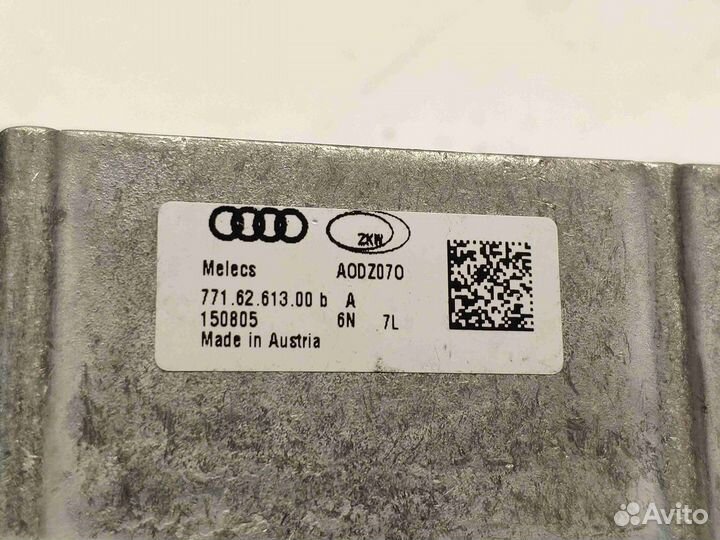 ZKW
Melecs AODZ070
771.62.613.00 b A
150805 6N 7L
Made in Austria
Avito